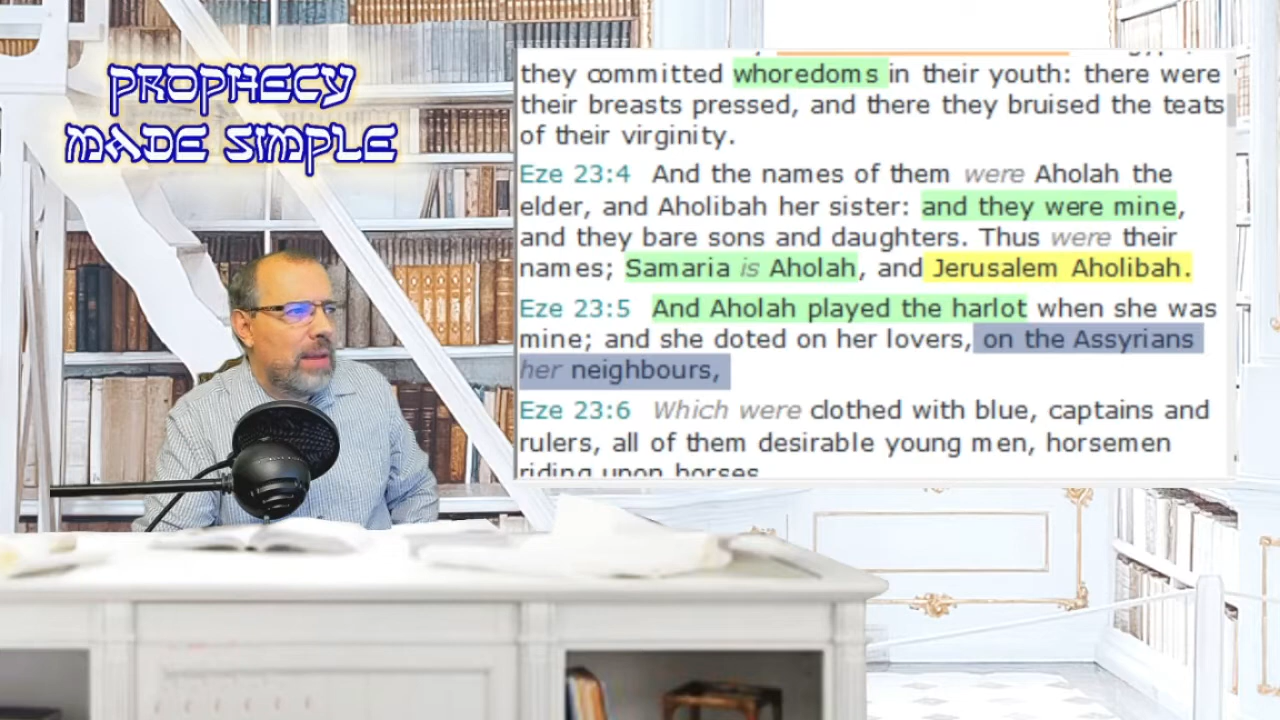 PROPHECY
MADE SIMPLE
they committed whoredoms in their youth: there were
their breasts pressed, and there they bruised the teats
of their virginity.
Eze 23:4 And the names of them were Aholah the
elder, and Aholibah her sister: and they were mine,
and they bare sons and daughters. Thus were their
names; Samaria is Aholah, and Jerusalem Aholibah.
Eze 23:5 And Aholah played the harlot when she was
mine; and she doted on her lovers, on the Assyrians
her neighbours,
Eze 23:6 Which were clothed with blue, captains and
rulers, all of them desirable young men, horsemen
riding upon horses